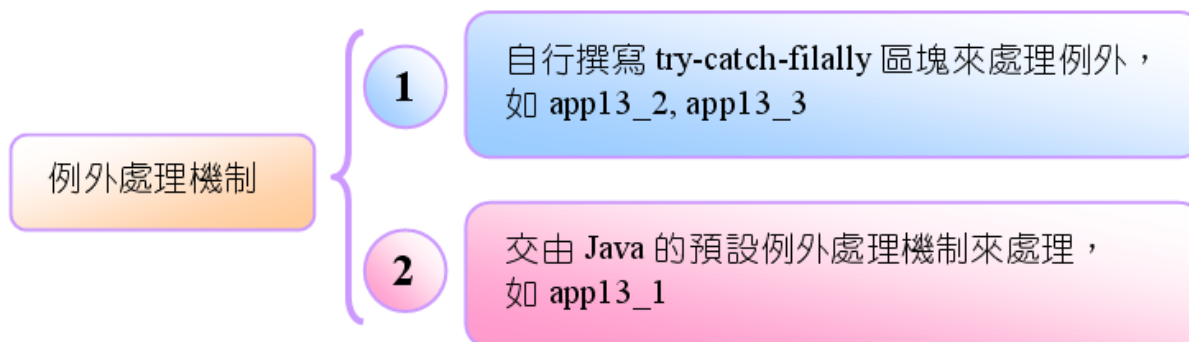 例外處理機制
1
自行撰寫 try-catch-filally 區塊來處理例外，
如 app13_2, app13_3
2
交由 Java 的預設例外處理機制來處理，
如 app13_1